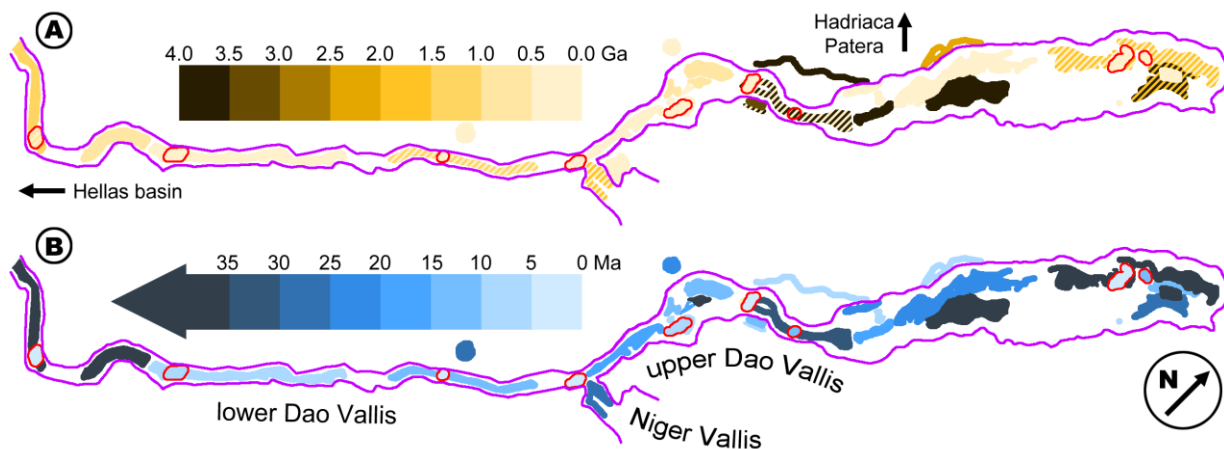 A
Hadriaca
Patera
4.0 3.5 3.0 2.5 2.0 1.5 1.0 0.5 0.0 Ga
Hellas basin
B
35 30 25 20 15 10 5 0 Ma
upper Dao Vallis
N
lower Dao Vallis
Niger Vallis